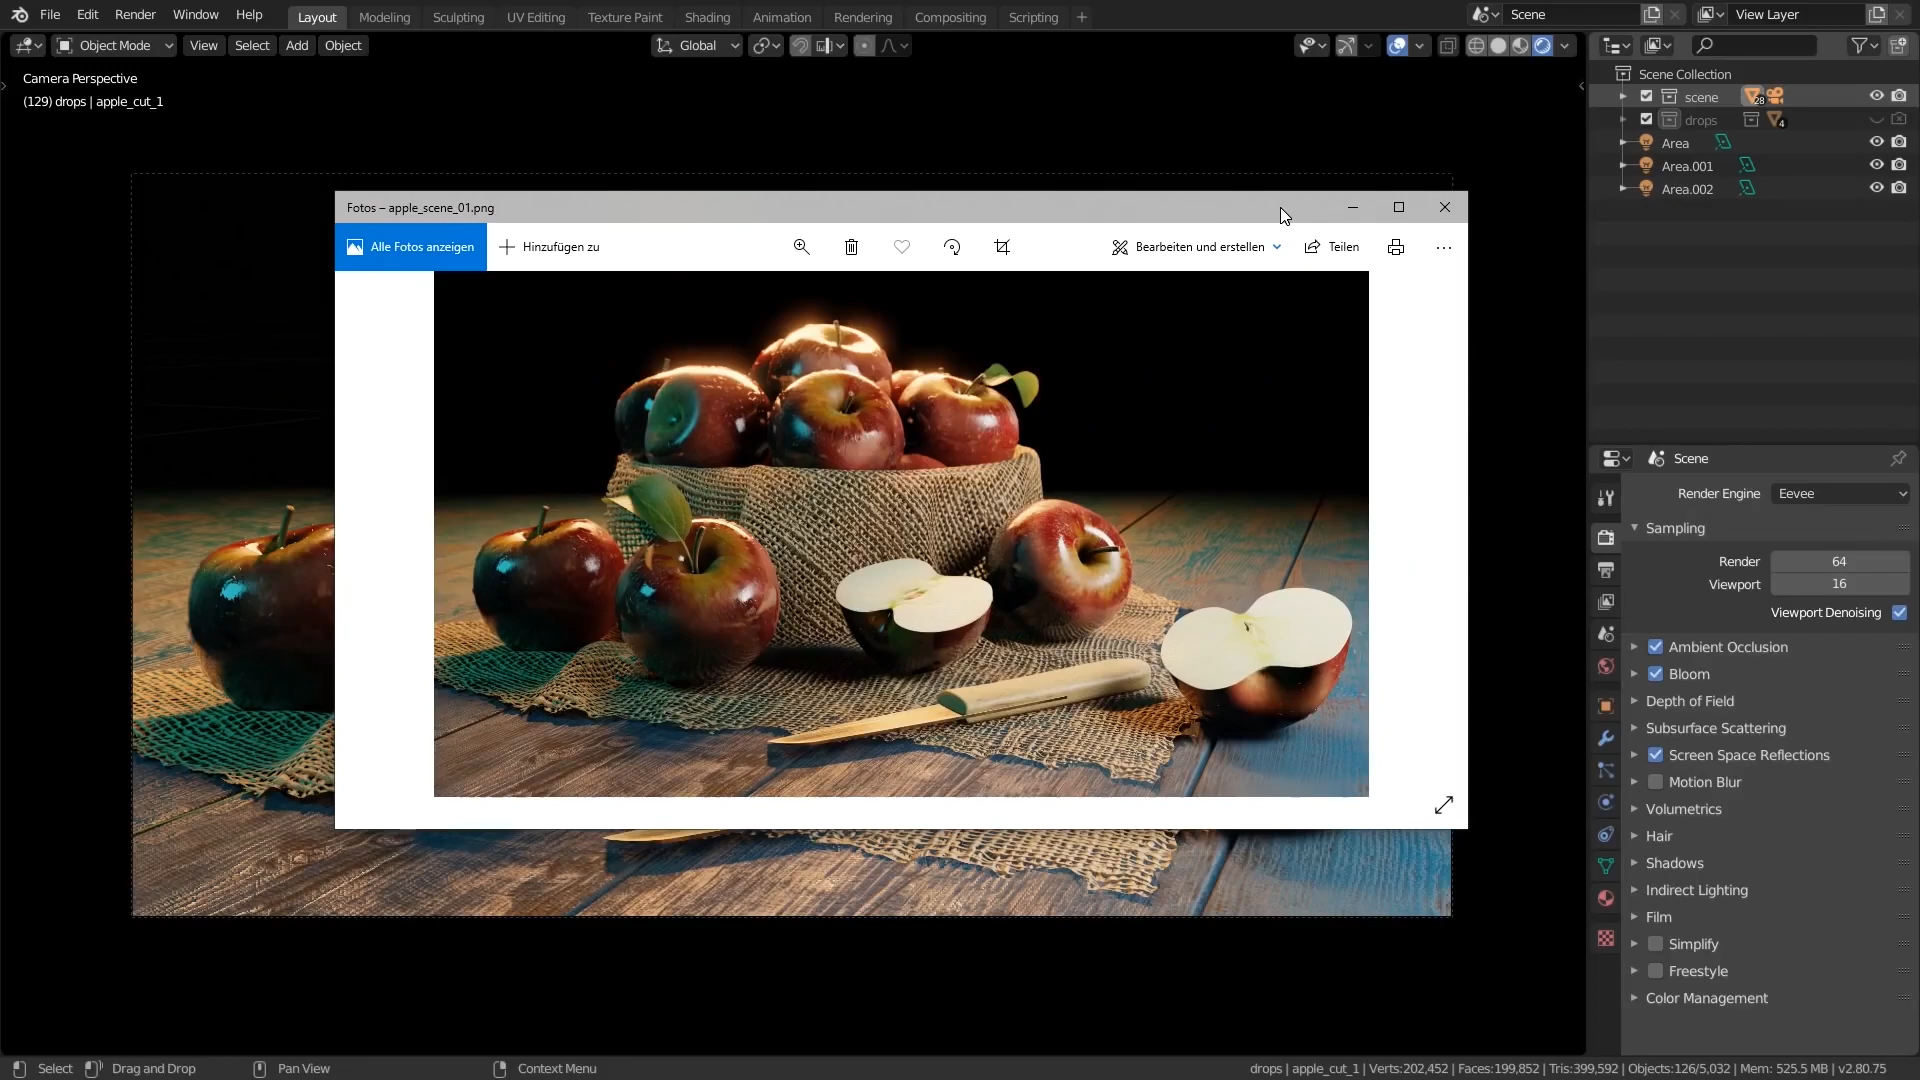 File Edit Render Window Help Layout Modeling Sculpting UV Editing Texture Paint Shading Animation Rendering Compositing Scripting + Scene View Layer
Object Mode View Select Add Object Global
Camera Perspective
(129) drops | apple_cut_1
Scene Collection
scene 28
drops 4
Area
Area.001
Area.002
Fotos – apple_scene_01.png
Alle Fotos anzeigen Hinzufügen zu Bearbeiten und erstellen Teilen
Scene
Render Engine Eevee
Sampling
Render 64
Viewport 16
Viewport Denoising
Ambient Occlusion
Bloom
Depth of Field
Subsurface Scattering
Screen Space Reflections
Motion Blur
Volumetrics
Hair
Shadows
Indirect Lighting
Film
Simplify
Freestyle
Color Management
Select Drag and Drop Pan View Context Menu drops | apple_cut_1 | Verts:202,452 | Faces:199,852 | Tris:399,592 | Objects:126/5,032 | Mem: 525.5 MB | v2.80.75